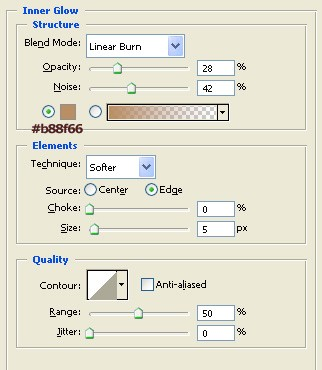 Inner Glow
Structure
Blend Mode: Linear Burn
Opacity: 28 %
Noise: 42 %
#b88f66
Elements
Technique: Softer
Source: Center Edge
Choke: 0 %
Size: 5 px
Quality
Contour: Anti-aliased
Range: 50 %
Jitter: 0 %